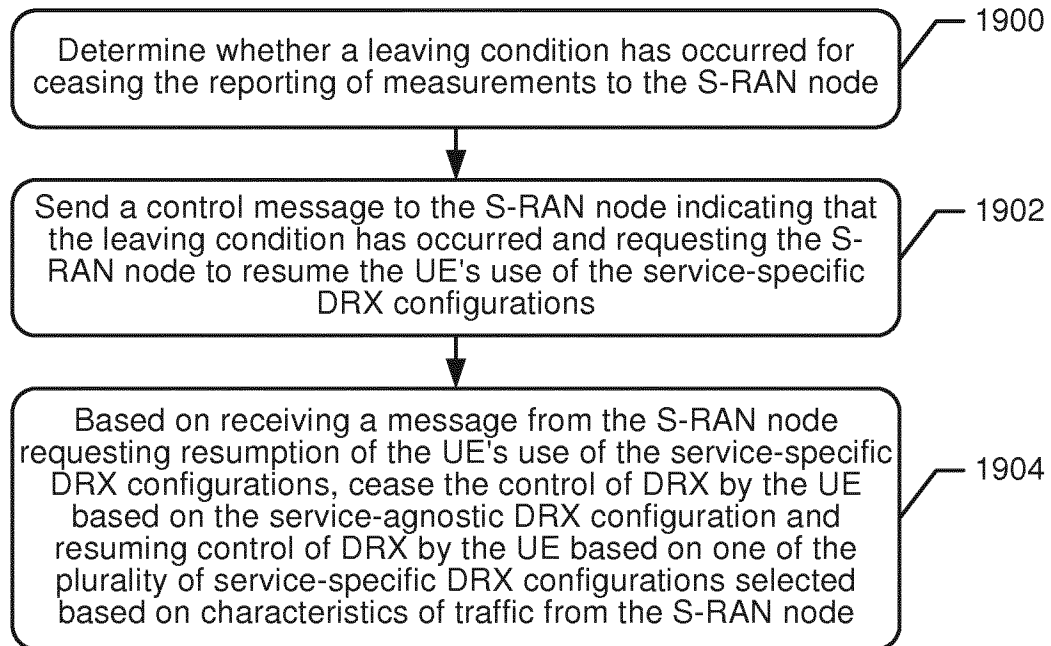 Determine whether a leaving condition has occurred for
ceasing the reporting of measurements to the S-RAN node
1900
Send a control message to the S-RAN node indicating that
the leaving condition has occurred and requesting the S-
RAN node to resume the UE's use of the service-specific
DRX configurations
1902
Based on receiving a message from the S-RAN node
requesting resumption of the UE's use of the service-specific
DRX configurations, cease the control of DRX by the UE
based on the service-agnostic DRX configuration and
resuming control of DRX by the UE based on one of the
plurality of service-specific DRX configurations selected
based on characteristics of traffic from the S-RAN node
1904